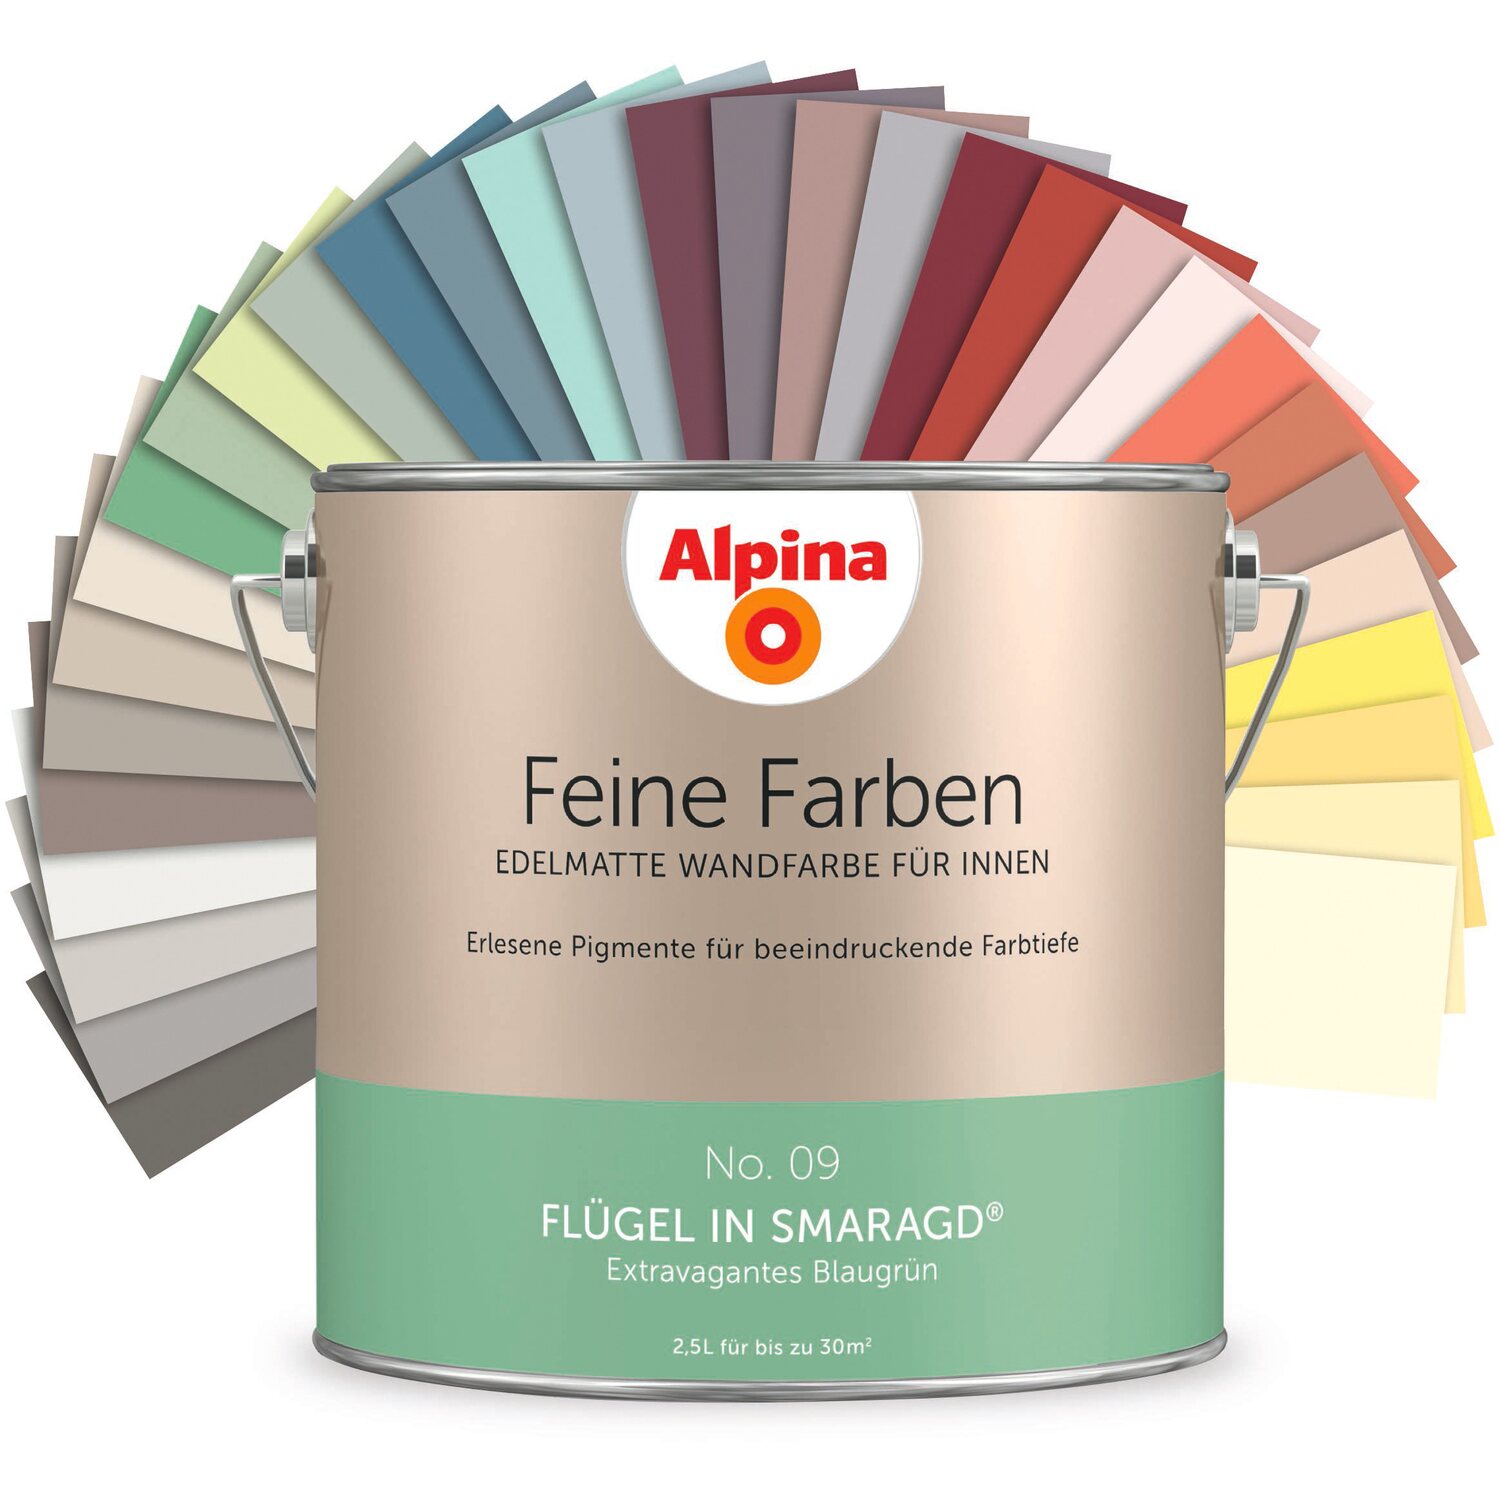 Alpina
Feine Farben
EDELMATTE WANDFARBE FÜR INNEN
Erlesene Pigmente für beeindruckende Farbtiefe
No. 09
FLÜGEL IN SMARAGD®
Extravagantes Blaugrün
2,5L für bis zu 30m²